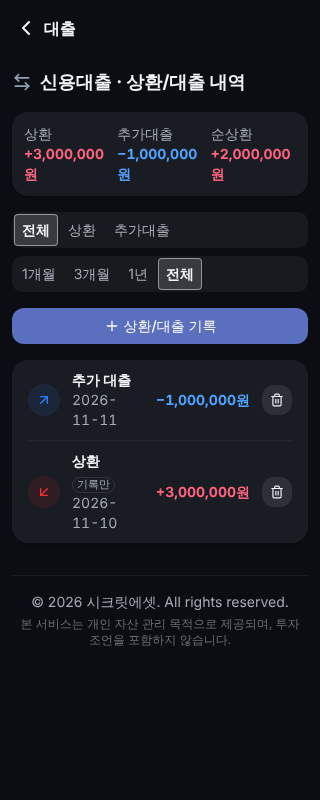 대출
신용대출 · 상환/대출 내역
상환 추가대출 순상환
+3,000,000 −1,000,000 +2,000,000
원 원 원
전체 상환 추가대출
1개월 3개월 1년 전체
+ 상환/대출 기록
추가 대출
2026-
11-11
−1,000,000원
상환
기록만
2026-
11-10
+3,000,000원
© 2026 시크릿에셋. All rights reserved.
본 서비스는 개인 자산 관리 목적으로 제공되며, 투자
조언을 포함하지 않습니다.